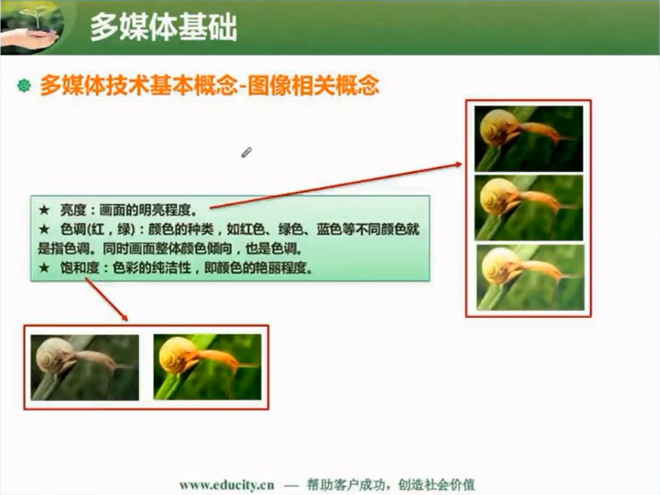 多媒体基础
多媒体技术基本概念-图像相关概念
★ 亮度：画面的明亮程度。
★ 色调(红，绿)：颜色的种类，如红色、绿色、蓝色等不同颜色就
是指色调。同时画面整体颜色倾向，也是色调。
★ 饱和度：色彩的纯洁性，即颜色的艳丽程度。
www.educity.cn — 帮助客户成功，创造社会价值